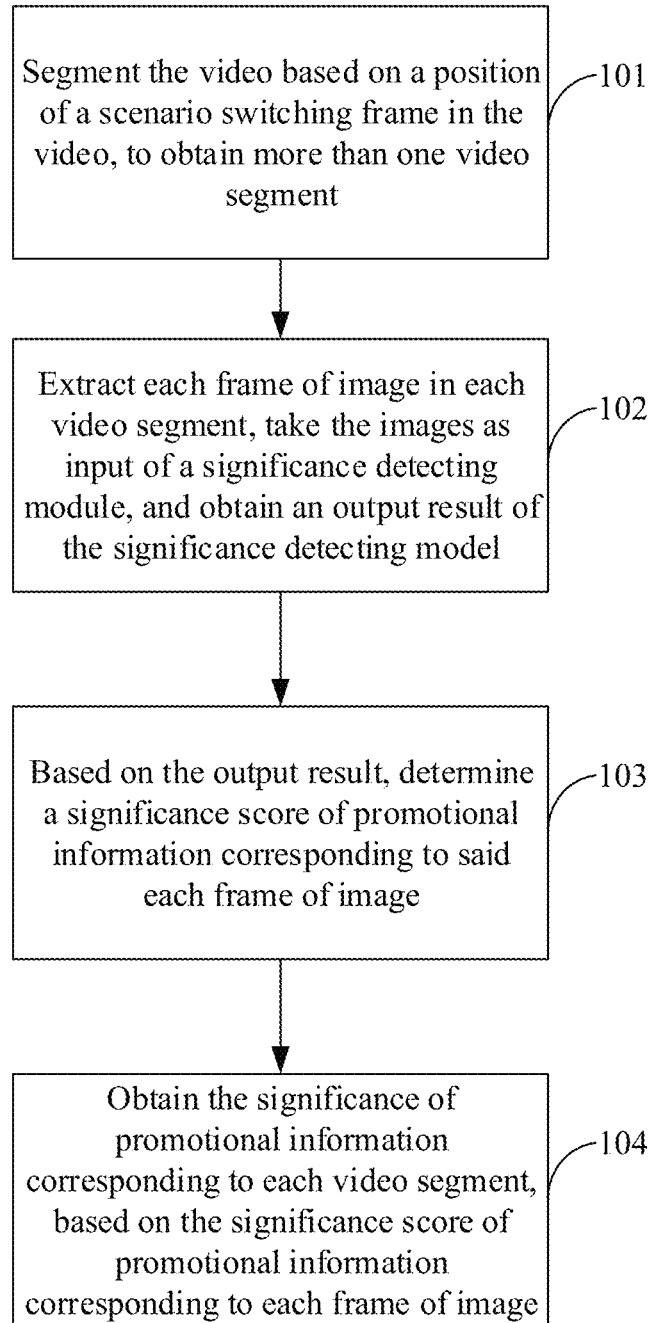 Segment the video based on a position
of a scenario switching frame in the
video, to obtain more than one video
segment
101
Extract each frame of image in each
video segment, take the images as
input of a significance detecting
module, and obtain an output result of
the significance detecting model
102
Based on the output result, determine
a significance score of promotional
information corresponding to said
each frame of image
103
Obtain the significance of
promotional information
corresponding to each video segment,
based on the significance score of
promotional information
corresponding to each frame of image
104